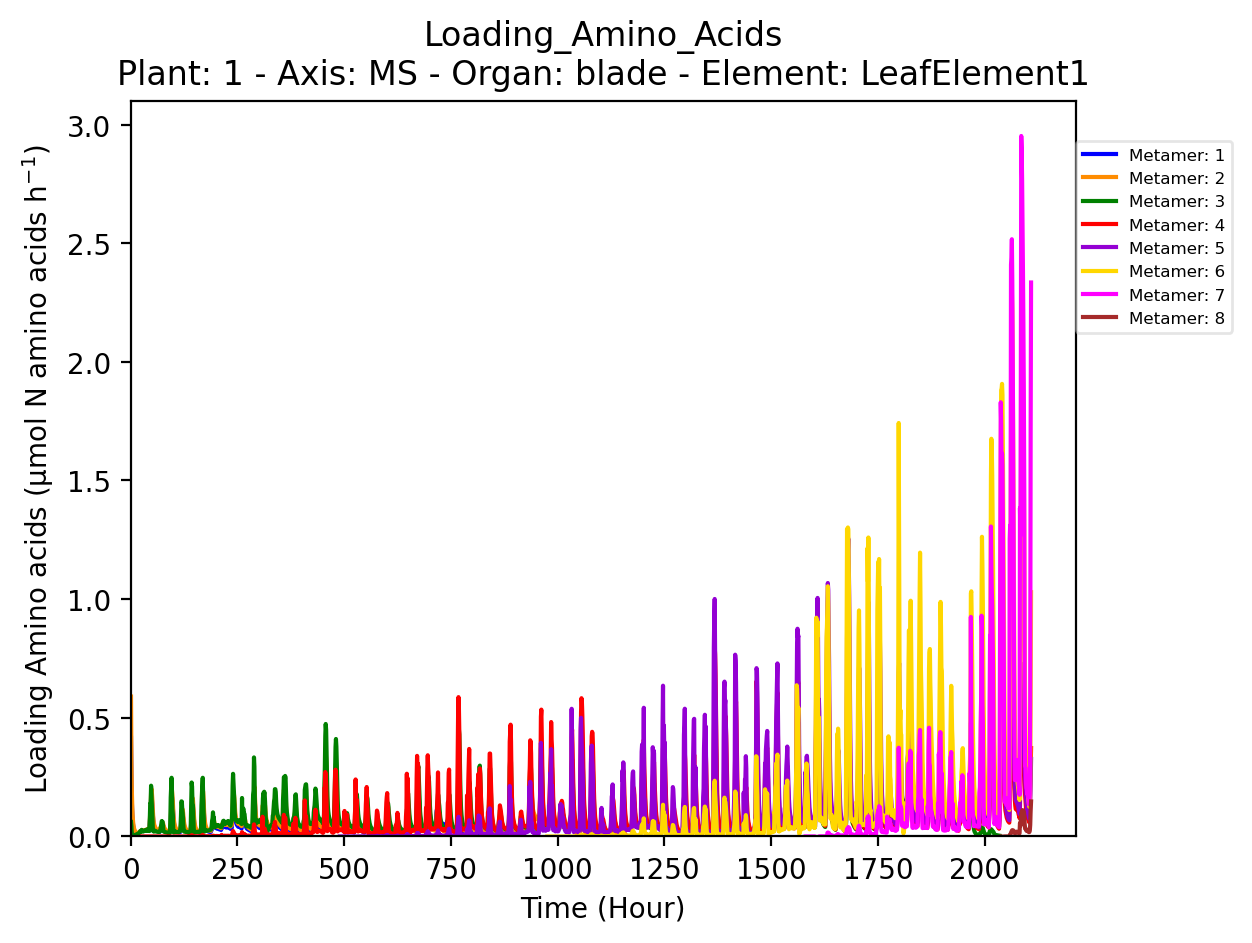 Loading_Amino_Acids
Plant: 1 - Axis: MS - Organ: blade - Element: LeafElement1
Loading Amino acids (µmol N amino acids h⁻¹)
3.0
2.5
2.0
1.5
1.0
0.5
0.0
0 250 500 750 1000 1250 1500 1750 2000
Time (Hour)
Metamer: 1
Metamer: 2
Metamer: 3
Metamer: 4
Metamer: 5
Metamer: 6
Metamer: 7
Metamer: 8